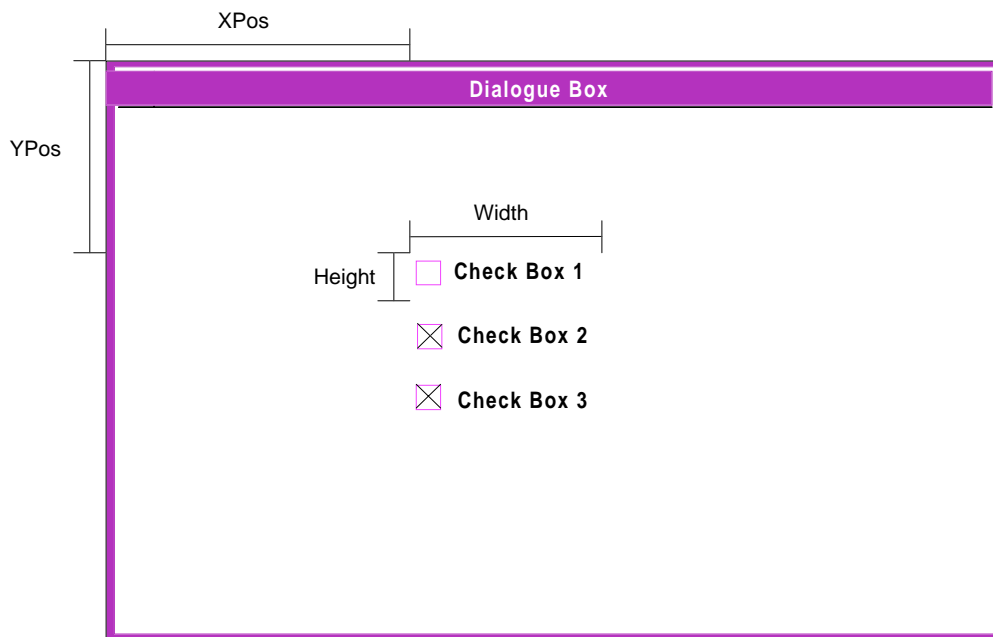 XPos
Dialogue Box
YPos
Width
Height
Check Box 1
Check Box 2
Check Box 3